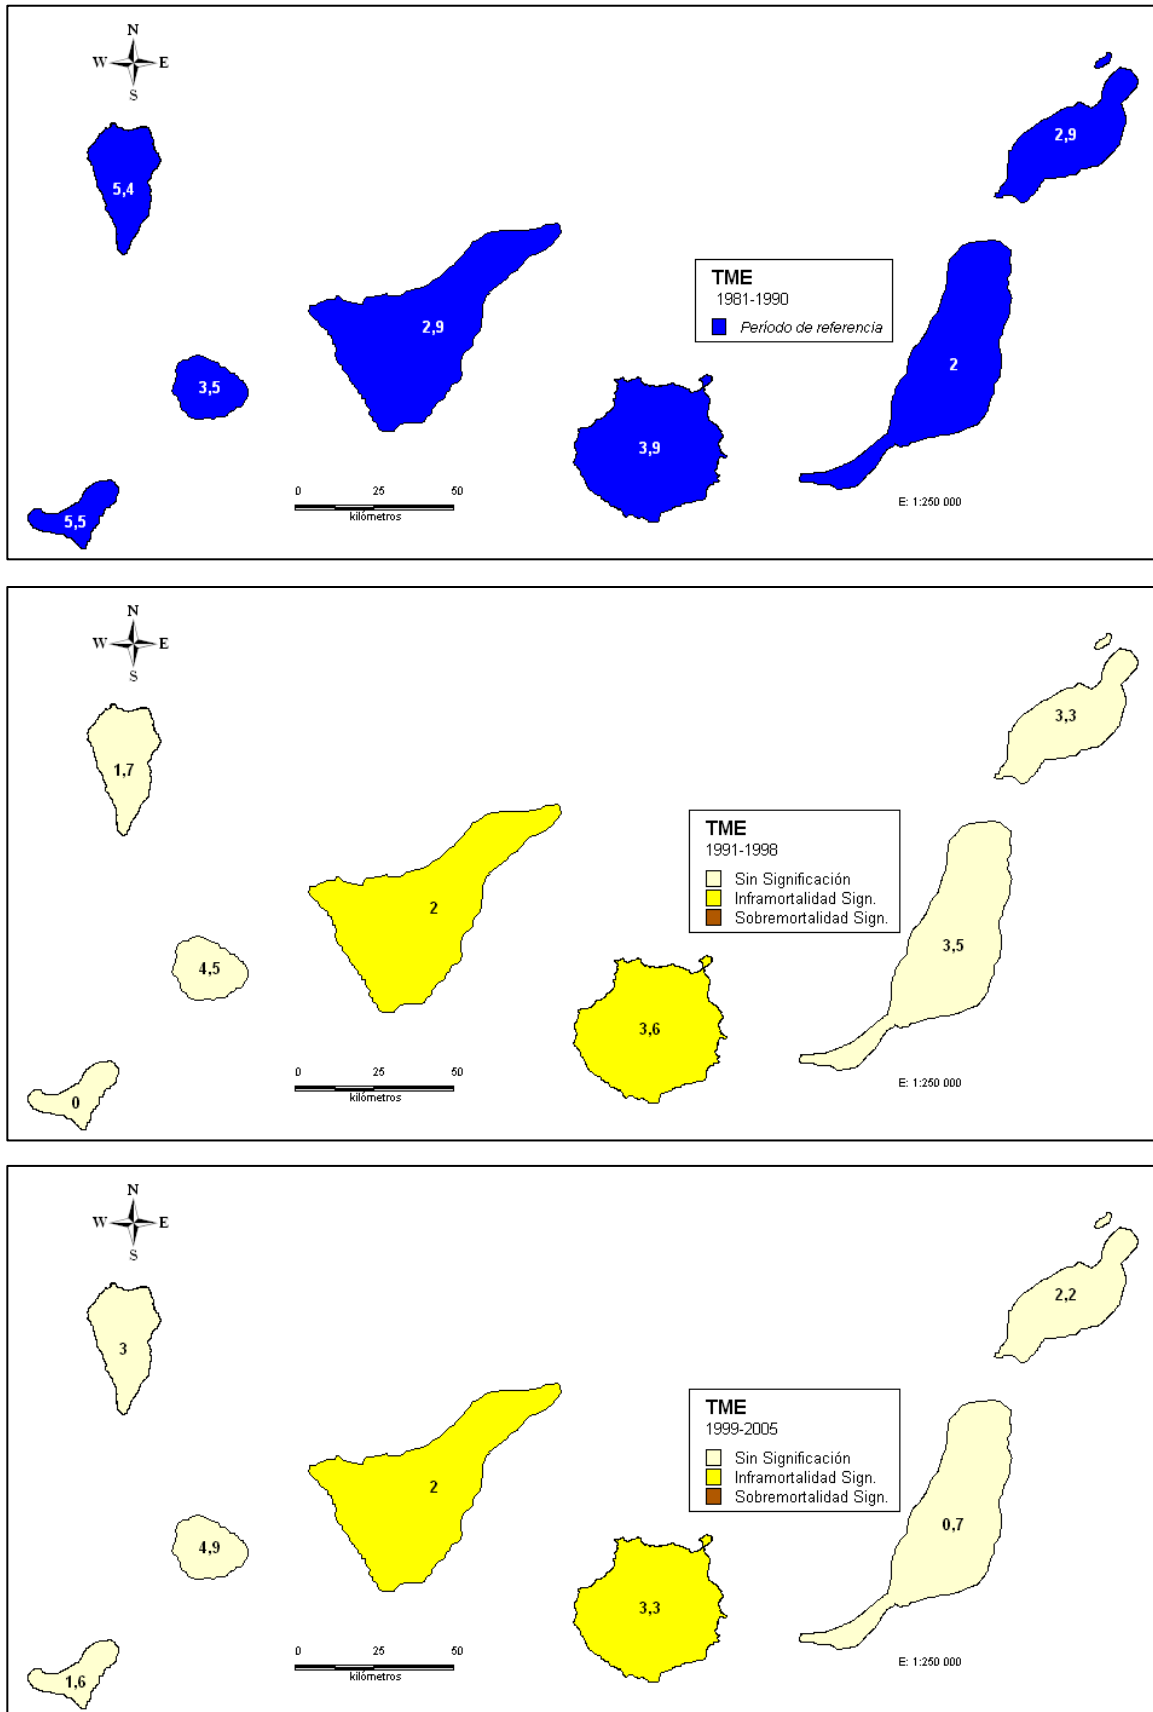 N
W E
S
2,9
5,4
TME
1981-1990
Período de referencia
2,9
2
3,5
3,9
0 25 50
kilómetros
E: 1:250 000
5,5
N
W E
S
3,3
1,7
TME
1991-1998
Sin Significación
Inframortalidad Sign.
Sobremortalidad Sign.
2
3,5
4,5
3,6
0 25 50
kilómetros
E: 1:250 000
0
N
W E
S
2,2
3
TME
1999-2005
Sin Significación
Inframortalidad Sign.
Sobremortalidad Sign.
2
0,7
4,9
3,3
0 25 50
kilómetros
E: 1:250 000
1,6